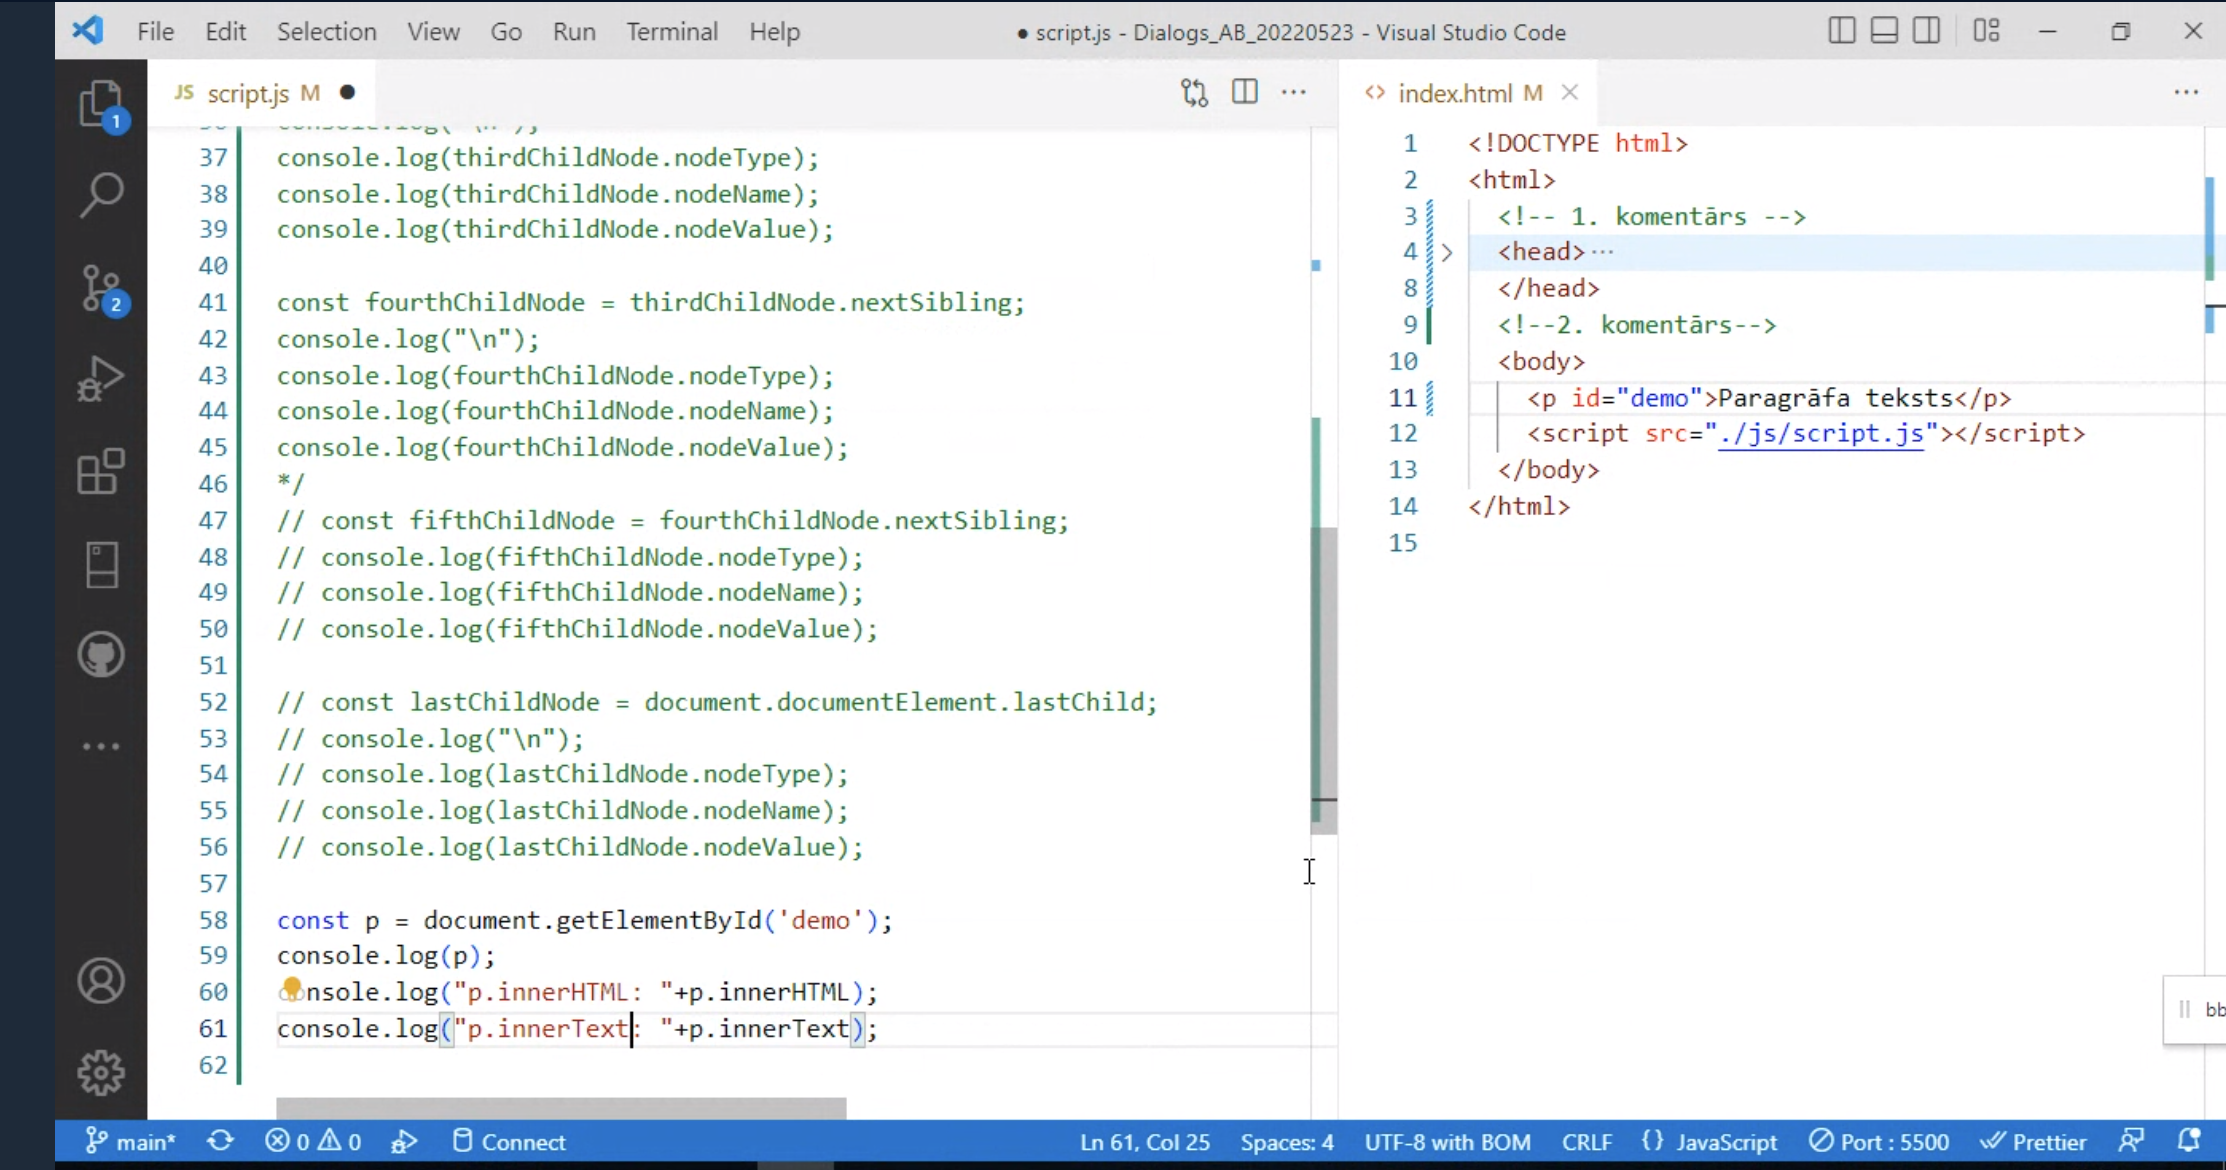 File Edit Selection View Go Run Terminal Help
● script.js - Dialogs_AB_20220523 - Visual Studio Code
JS script.js M ●
37 console.log(thirdChildNode.nodeType);
38 console.log(thirdChildNode.nodeName);
39 console.log(thirdChildNode.nodeValue);
40
41 const fourthChildNode = thirdChildNode.nextSibling;
42 console.log("\n");
43 console.log(fourthChildNode.nodeType);
44 console.log(fourthChildNode.nodeName);
45 console.log(fourthChildNode.nodeValue);
46 */
47 // const fifthChildNode = fourthChildNode.nextSibling;
48 // console.log(fifthChildNode.nodeType);
49 // console.log(fifthChildNode.nodeName);
50 // console.log(fifthChildNode.nodeValue);
51
52 // const lastChildNode = document.documentElement.lastChild;
53 // console.log("\n");
54 // console.log(lastChildNode.nodeType);
55 // console.log(lastChildNode.nodeName);
56 // console.log(lastChildNode.nodeValue);
57
58 const p = document.getElementById('demo');
59 console.log(p);
60 nsole.log("p.innerHTML: "+p.innerHTML);
61 console.log("p.innerText: "+p.innerText);
62
<> index.html M ×
1 <!DOCTYPE html>
2 <html>
3 <!-- 1. komentārs -->
4 <head>···
8 </head>
9 <!--2. komentārs-->
10 <body>
11 <p id="demo">Paragrāfa teksts</p>
12 <script src="./js/script.js"></script>
13 </body>
14 </html>
15
1
2
main* 0 0 Connect
Ln 61, Col 25 Spaces: 4 UTF-8 with BOM CRLF {} JavaScript Port : 5500 Prettier